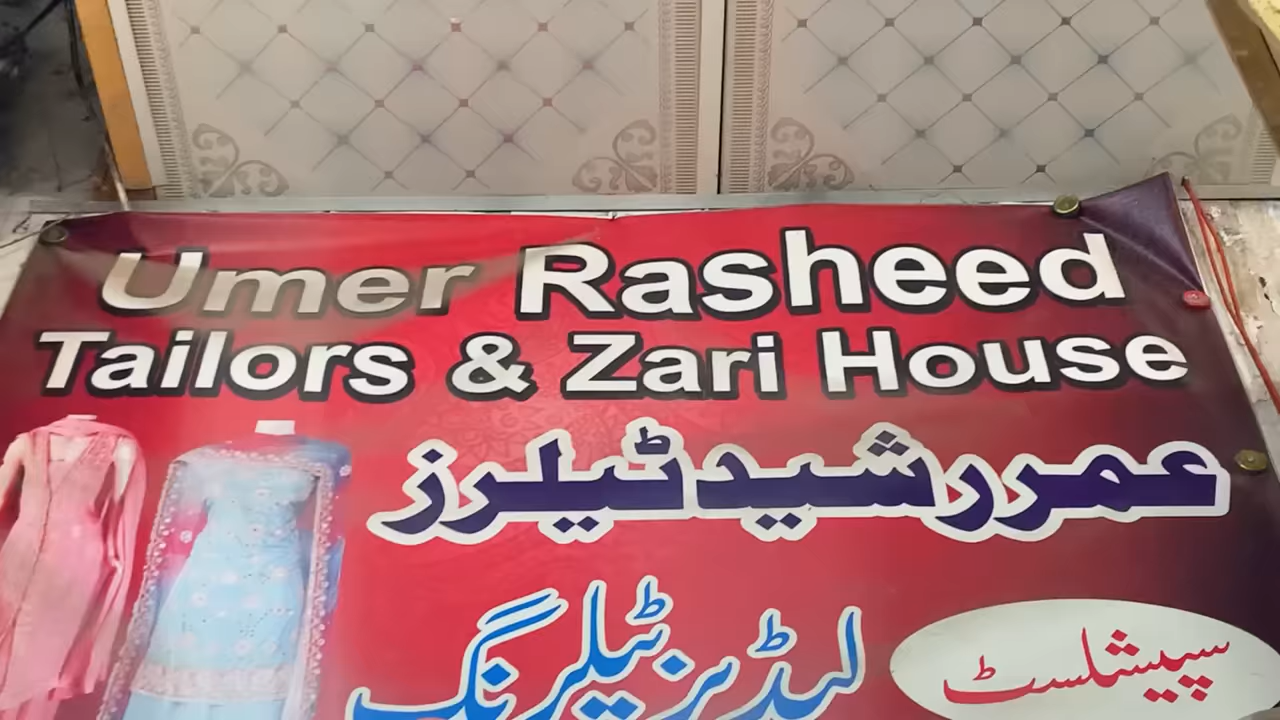 Umer Rasheed
Tailors & Zari House
عمر رشید ٹیلرز
لیڈیز ٹیلرنگ
سپیشلسٹ